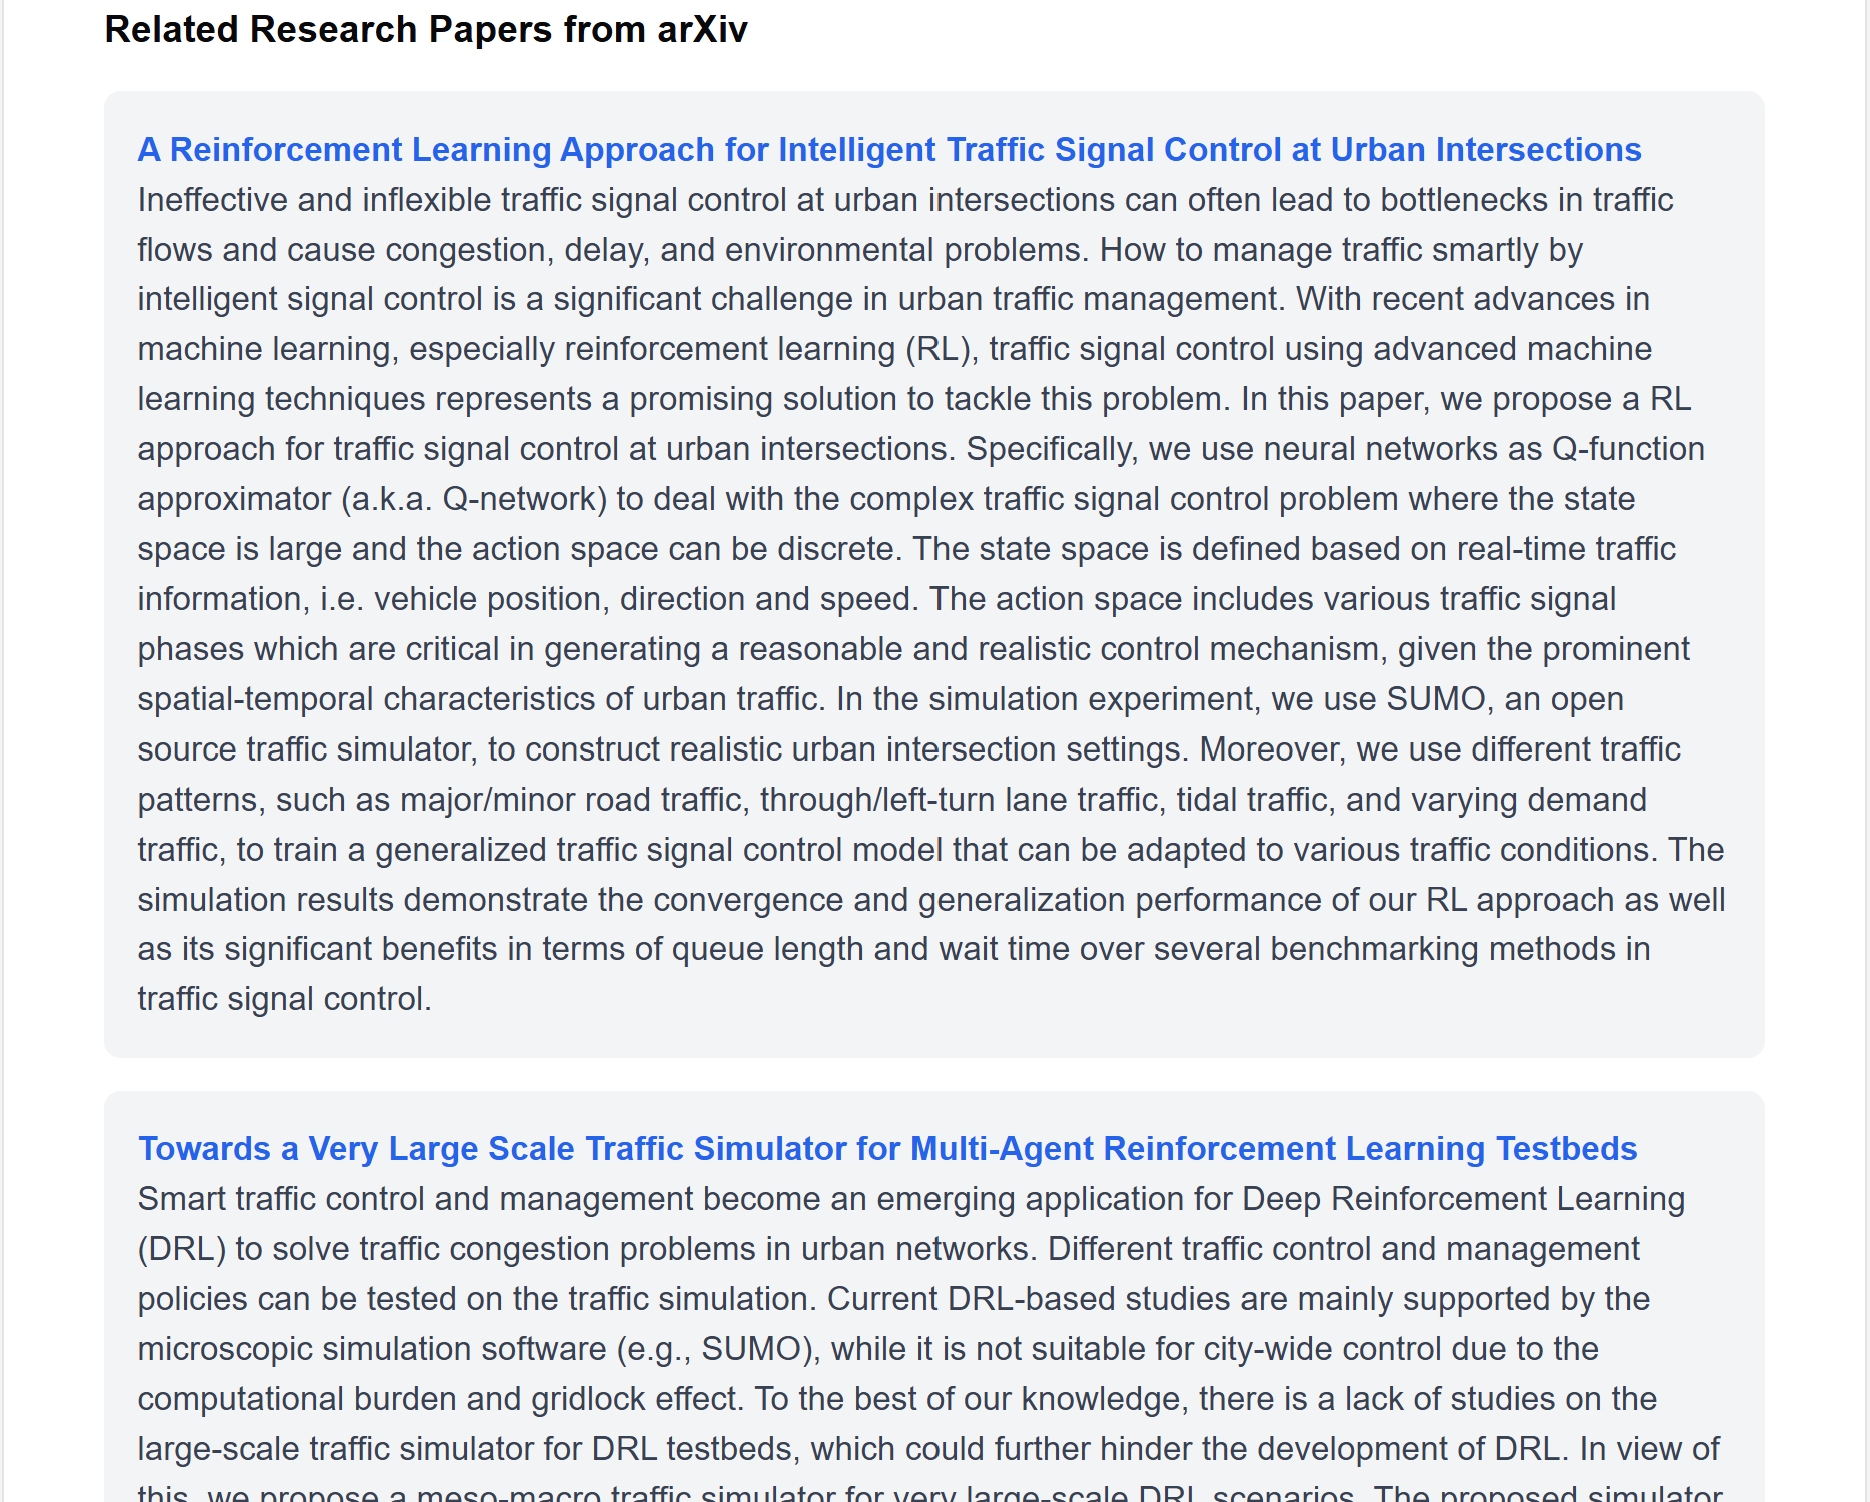 Related Research Papers from arXiv
A Reinforcement Learning Approach for Intelligent Traffic Signal Control at Urban Intersections
Ineffective and inflexible traffic signal control at urban intersections can often lead to bottlenecks in traffic
flows and cause congestion, delay, and environmental problems. How to manage traffic smartly by
intelligent signal control is a significant challenge in urban traffic management. With recent advances in
machine learning, especially reinforcement learning (RL), traffic signal control using advanced machine
learning techniques represents a promising solution to tackle this problem. In this paper, we propose a RL
approach for traffic signal control at urban intersections. Specifically, we use neural networks as Q-function
approximator (a.k.a. Q-network) to deal with the complex traffic signal control problem where the state
space is large and the action space can be discrete. The state space is defined based on real-time traffic
information, i.e. vehicle position, direction and speed. The action space includes various traffic signal
phases which are critical in generating a reasonable and realistic control mechanism, given the prominent
spatial-temporal characteristics of urban traffic. In the simulation experiment, we use SUMO, an open
source traffic simulator, to construct realistic urban intersection settings. Moreover, we use different traffic
patterns, such as major/minor road traffic, through/left-turn lane traffic, tidal traffic, and varying demand
traffic, to train a generalized traffic signal control model that can be adapted to various traffic conditions. The
simulation results demonstrate the convergence and generalization performance of our RL approach as well
as its significant benefits in terms of queue length and wait time over several benchmarking methods in
traffic signal control.
Towards a Very Large Scale Traffic Simulator for Multi-Agent Reinforcement Learning Testbeds
Smart traffic control and management become an emerging application for Deep Reinforcement Learning
(DRL) to solve traffic congestion problems in urban networks. Different traffic control and management
policies can be tested on the traffic simulation. Current DRL-based studies are mainly supported by the
microscopic simulation software (e.g., SUMO), while it is not suitable for city-wide control due to the
computational burden and gridlock effect. To the best of our knowledge, there is a lack of studies on the
large-scale traffic simulator for DRL testbeds, which could further hinder the development of DRL. In view of
this, we propose a meso-macro traffic simulator for very large-scale DRL scenarios. The proposed simulator